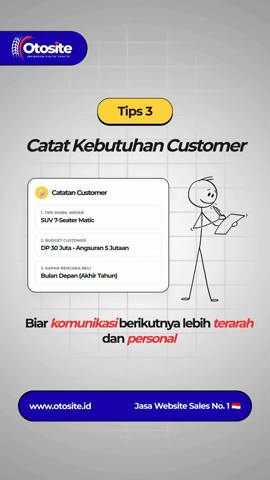 Otosite
Tips 3
Catat Kebutuhan Customer
Catatan Customer
1. TIPE MOBIL IMPIAN
SUV 7-Seater Matic
2. BUDGET CUSTOMER
DP 30 Juta - Angsuran 5 Jutaan
3. KAPAN RENCANA BELI
Bulan Depan (Akhir Tahun)
Biar komunikasi berikutnya lebih terarah
dan personal
www.otosite.id
Jasa Website Sales No. 1